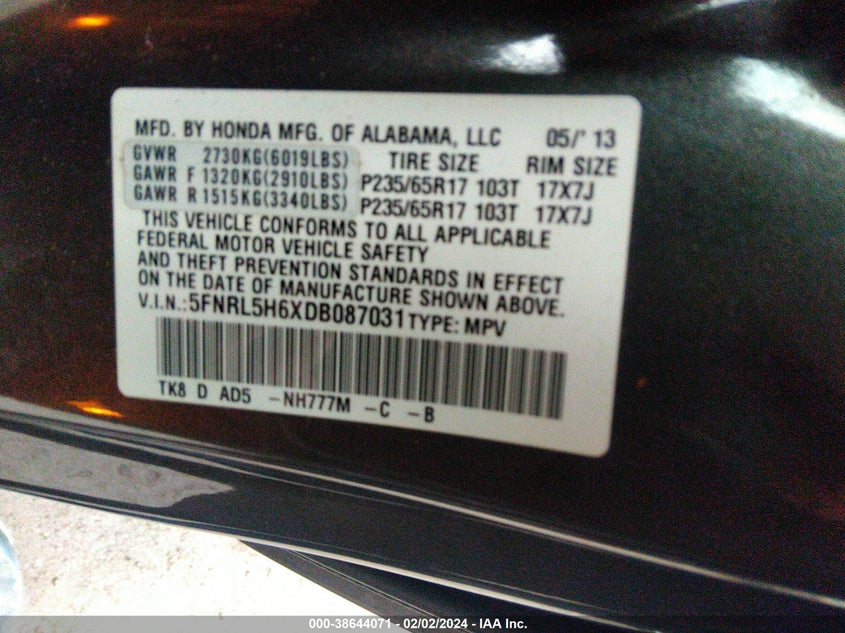 MFD. BY HONDA MFG. OF ALABAMA, LLC 05/'13
GVWR 2730KG(6019LBS) TIRE SIZE RIM SIZE
GAWR F 1320KG(2910LBS) P235/65R17 103T 17X7J
GAWR R 1515KG(3340LBS) P235/65R17 103T 17X7J
THIS VEHICLE CONFORMS TO ALL APPLICABLE
FEDERAL MOTOR VEHICLE SAFETY
AND THEFT PREVENTION STANDARDS IN EFFECT
ON THE DATE OF MANUFACTURE SHOWN ABOVE.
V.I.N.: 5FNRL5H6XDB087031 TYPE: MPV
TK8 D AD5 -NH777M -C -B
000-38644071 - 02/02/2024 - IAA Inc.